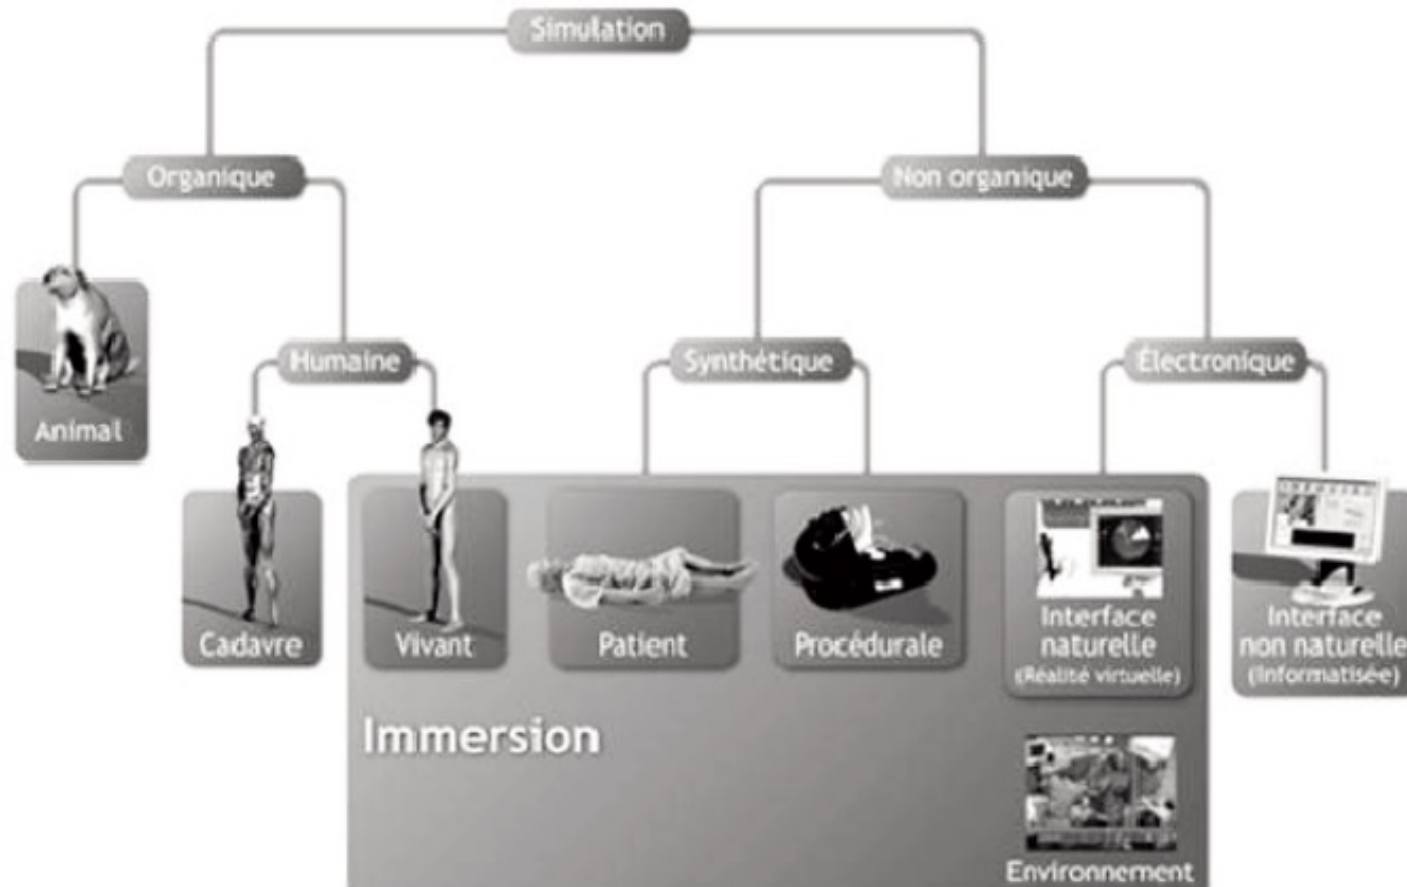 Simulation
Organique
Non organique
Animal
Humaine
Synthétique
Électronique
Cadavre
Vivant
Patient
Procédurale
Interface
naturelle
(Réalité virtuelle)
Interface
non naturelle
(Informatisée)
Immersion
Environnement